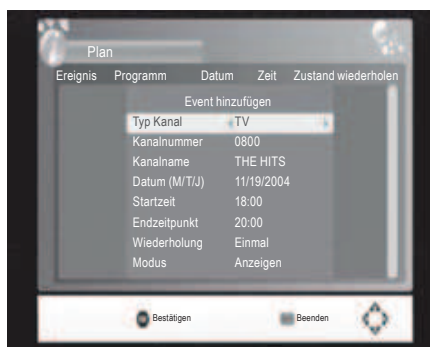 Plan
Ereignis Programm Datum Zeit Zustand wiederholen
Event hinzufügen
Typ Kanal TV
Kanalnummer 0800
Kanalname THE HITS
Datum (M/T/J) 11/19/2004
Startzeit 18:00
Endzeitpunkt 20:00
Wiederholung Einmal
Modus Anzeigen
Bestätigen Beenden